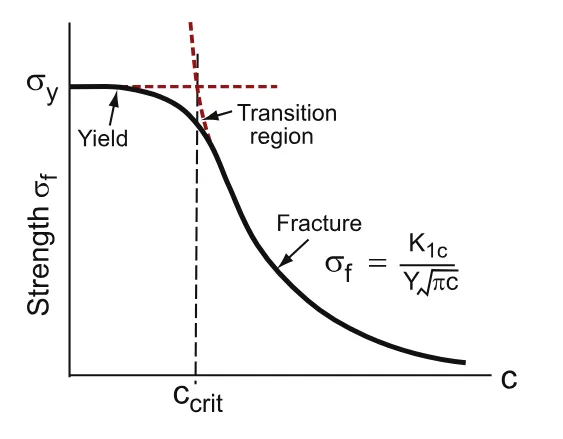 σy
Yield
Transition
region
Strength σf
Fracture
σf = K1c / Y√πc
c
ccrit